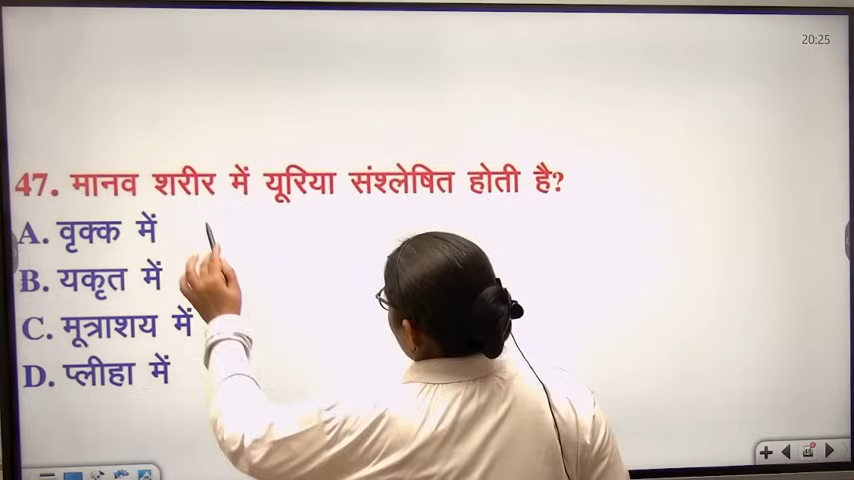 20:25
47. मानव शरीर में यूरिया संश्लेषित होती है?
A. वृक्क में
B. यकृत में
C. मूत्राशय में
D. प्लीहा में